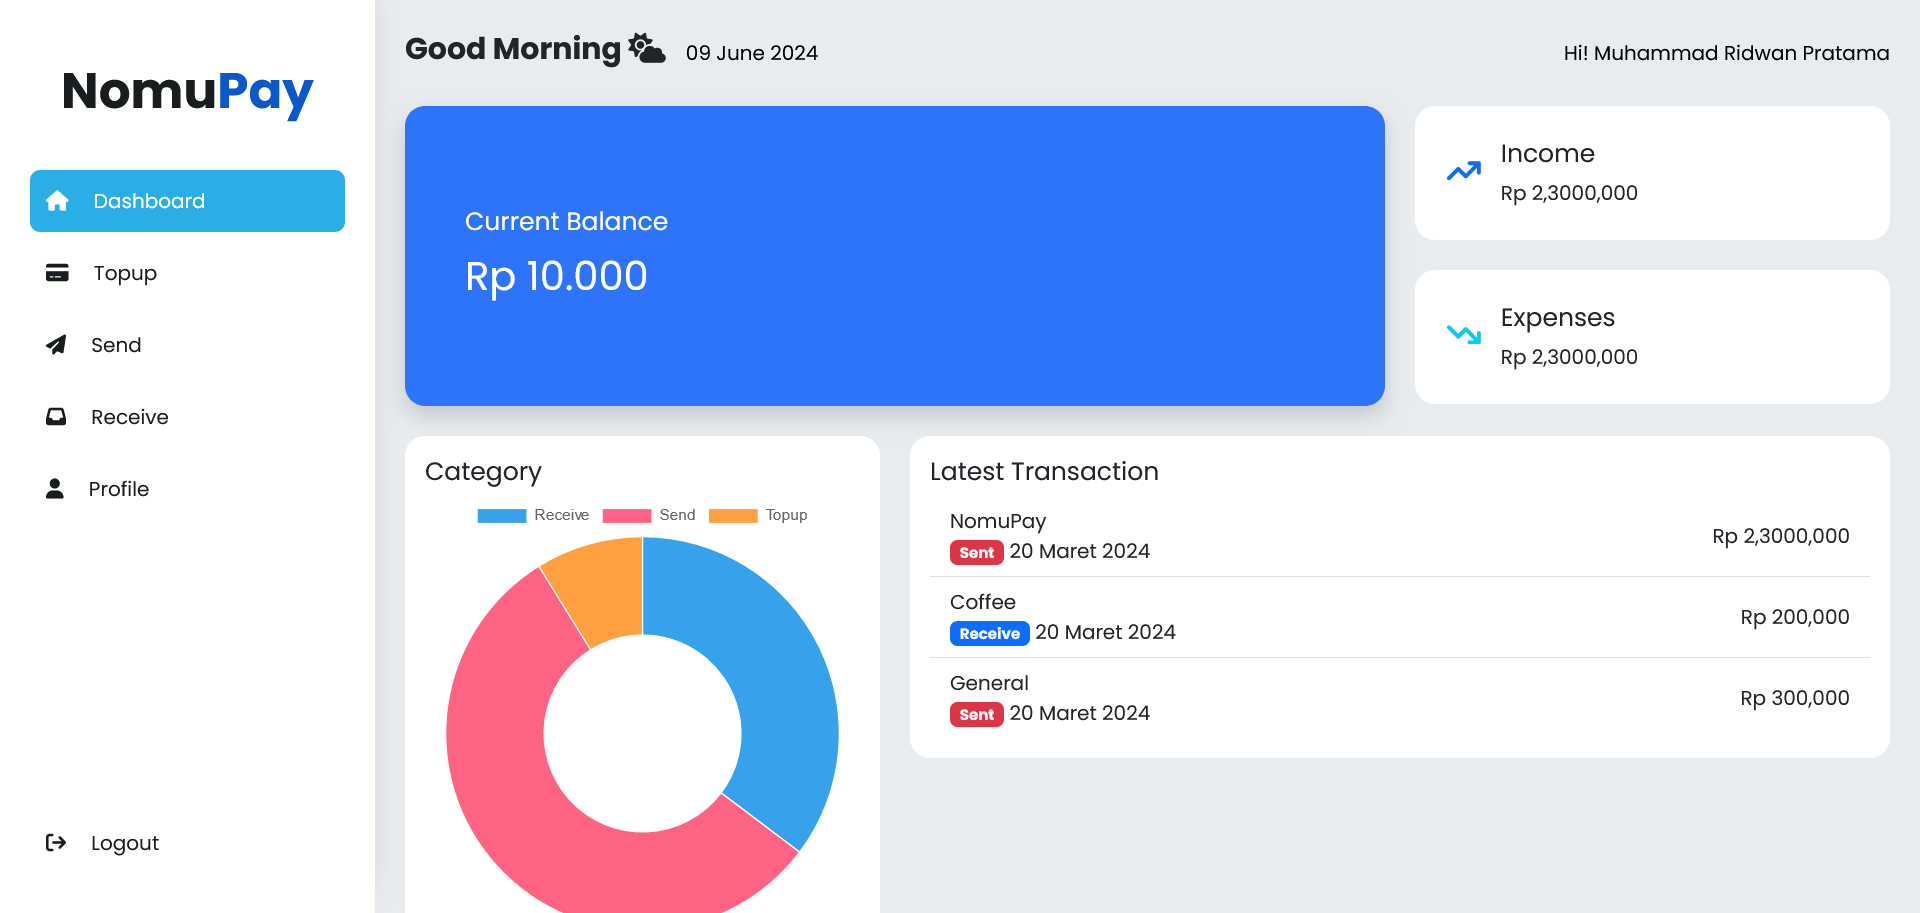 NomuPay
Dashboard
Topup
Send
Receive
Profile
Logout
Good Morning 09 June 2024
Hi! Muhammad Ridwan Pratama
Current Balance
Rp 10.000
Income
Rp 2,3000,000
Expenses
Rp 2,3000,000
Category
Receive Send Topup
Latest Transaction
NomuPay
Sent 20 Maret 2024
Rp 2,3000,000
Coffee
Receive 20 Maret 2024
Rp 200,000
General
Sent 20 Maret 2024
Rp 300,000